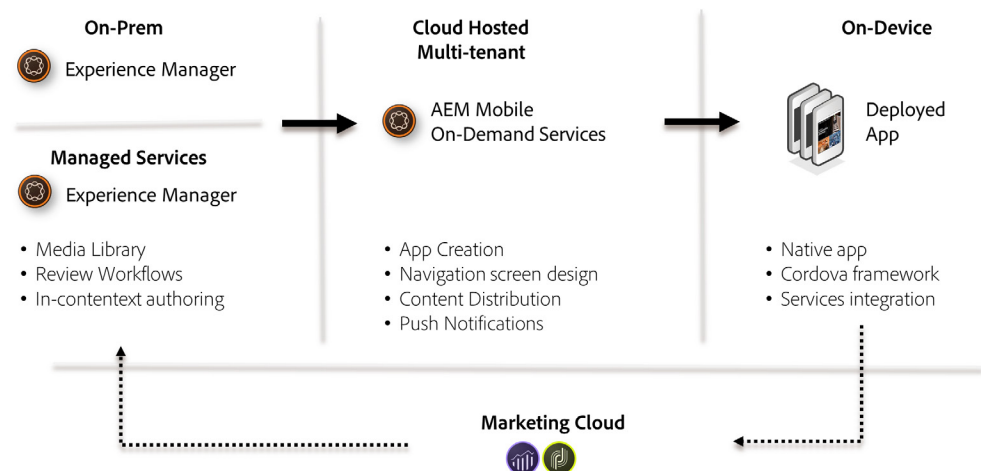 On-Prem
Experience Manager
Managed Services
Experience Manager
• Media Library
• Review Workflows
• In-contentext authoring
Cloud Hosted
Multi-tenant
AEM Mobile
On-Demand Services
• App Creation
• Navigation screen design
• Content Distribution
• Push Notifications
On-Device
Deployed
App
• Native app
• Cordova framework
• Services integration
Marketing Cloud